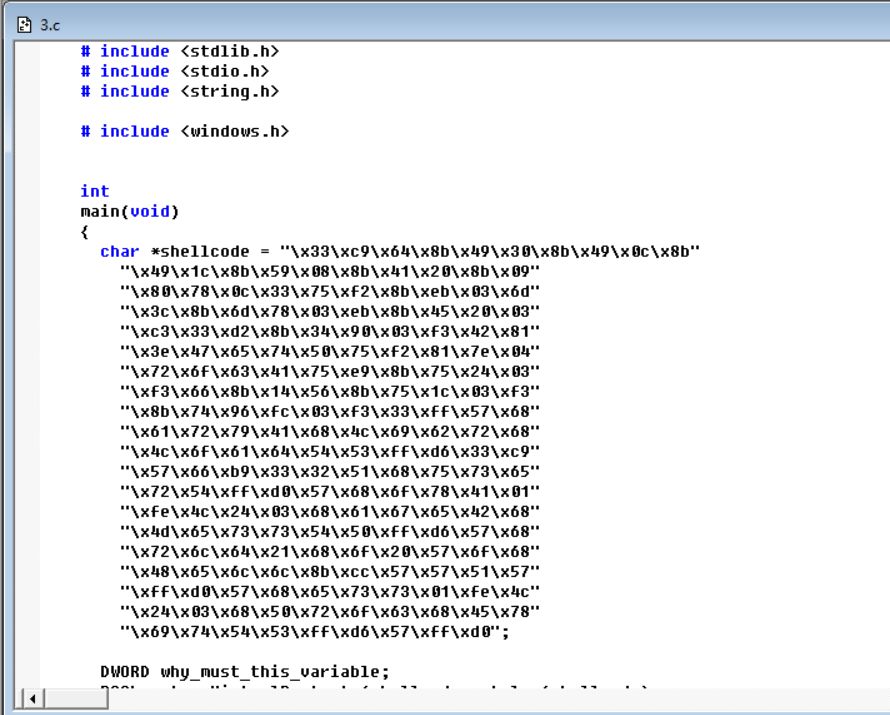 3.c
# include <stdlib.h>
# include <stdio.h>
# include <string.h>
# include <windows.h>
int
main(void)
{
char *shellcode = "\x33\xc9\x64\x8b\x49\x30\x8b\x49\x0c\x8b"
"\x49\x1c\x8b\x59\x08\x8b\x41\x20\x8b\x09"
"\x80\x78\x0c\x33\x75\xf2\x8b\xeb\x03\x6d"
"\x3c\x8b\x6d\x78\x03\xeb\x8b\x45\x20\x03"
"\xc3\x33\xd2\x8b\x34\x90\x03\xf3\x42\x81"
"\x3e\x47\x65\x74\x50\x75\xf2\x81\x7e\x04"
"\x72\x6f\x63\x41\x75\xe9\x8b\x75\x24\x03"
"\xf3\x66\x8b\x14\x56\x8b\x75\x1c\x03\xf3"
"\x8b\x74\x96\xfc\x03\xf3\x33\xff\x57\x68"
"\x61\x72\x79\x41\x68\x4c\x69\x62\x72\x68"
"\x4c\x6f\x61\x64\x54\x53\xff\xd6\x33\xc9"
"\x57\x66\xb9\x33\x32\x51\x68\x75\x73\x65"
"\x72\x54\xff\xd0\x57\x68\x6f\x78\x41\x01"
"\xfe\x4c\x24\x03\x68\x61\x67\x65\x42\x68"
"\x4d\x65\x73\x73\x54\x50\xff\xd6\x57\x68"
"\x72\x6c\x64\x21\x68\x6f\x20\x57\x6f\x68"
"\x48\x65\x6c\x6c\x8b\xcc\x57\x57\x51\x57"
"\xff\xd0\x57\x68\x65\x73\x73\x01\xfe\x4c"
"\x24\x03\x68\x50\x72\x6f\x63\x68\x45\x78"
"\x69\x74\x54\x53\xff\xd6\x57\xff\xd0";
DWORD why_must_this_variable;